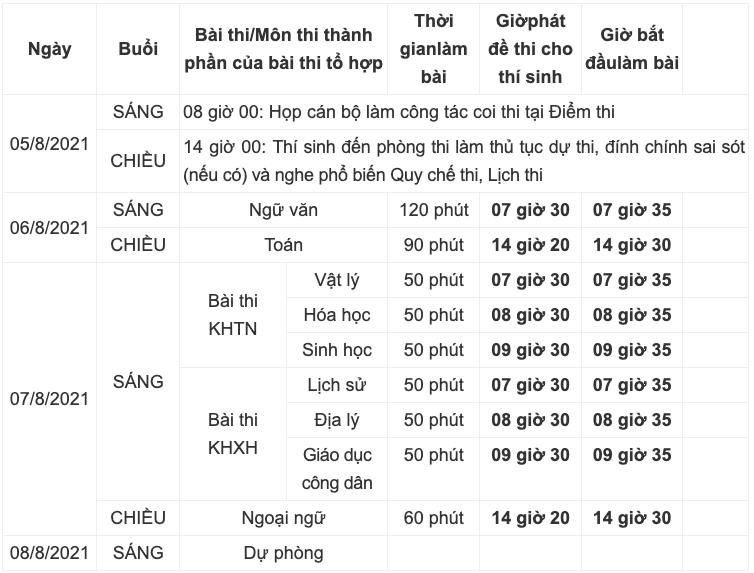 Ngày Buổi Bài thi/Môn thi thành phần của bài thi tổ hợp Thời gianlàm bài Giờphát đề thi cho thí sinh Giờ bắt đầulàm bài
05/8/2021 SÁNG 08 giờ 00: Họp cán bộ làm công tác coi thi tại Điểm thi
CHIỀU 14 giờ 00: Thí sinh đến phòng thi làm thủ tục dự thi, đính chính sai sót
(nếu có) và nghe phổ biến Quy chế thi, Lịch thi
06/8/2021 SÁNG Ngữ văn 120 phút 07 giờ 30 07 giờ 35
CHIỀU Toán 90 phút 14 giờ 20 14 giờ 30
07/8/2021 SÁNG Bài thi KHTN Vật lý 50 phút 07 giờ 30 07 giờ 35
Hóa học 50 phút 08 giờ 30 08 giờ 35
Sinh học 50 phút 09 giờ 30 09 giờ 35
Bài thi KHXH Lịch sử 50 phút 07 giờ 30 07 giờ 35
Địa lý 50 phút 08 giờ 30 08 giờ 35
Giáo dục công dân 50 phút 09 giờ 30 09 giờ 35
CHIỀU Ngoại ngữ 60 phút 14 giờ 20 14 giờ 30
08/8/2021 SÁNG Dự phòng